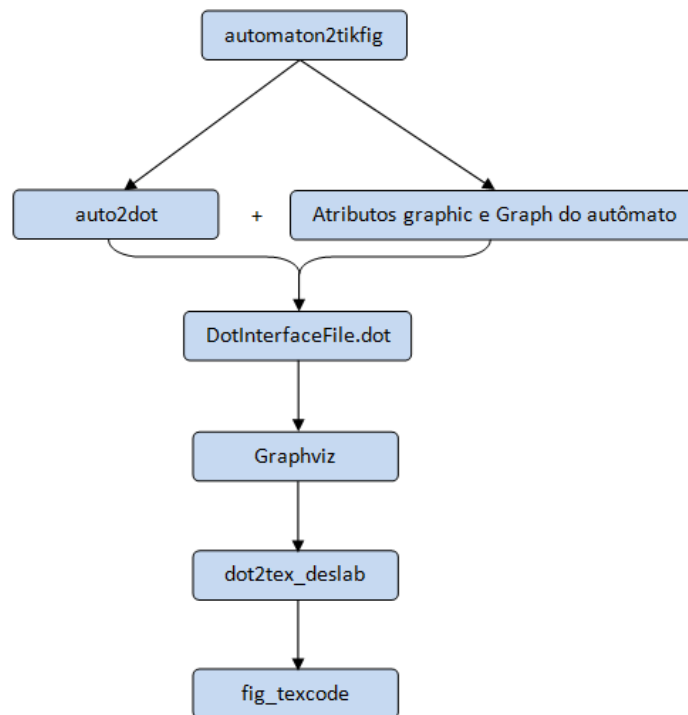 automaton2tikfig
auto2dot + Atributos graphic e Graph do autômato
DotInterfaceFile.dot
Graphviz
dot2tex_deslab
fig_texcode